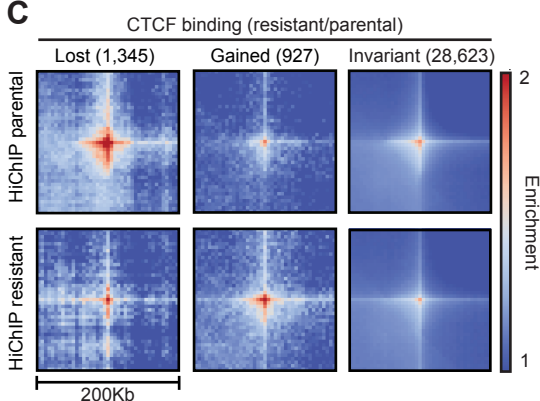 C
CTCF binding (resistant/parental)
Lost (1,345) Gained (927) Invariant (28,623)
HiChIP parental
2
Enrichment
HiChIP resistant
1
200Kb